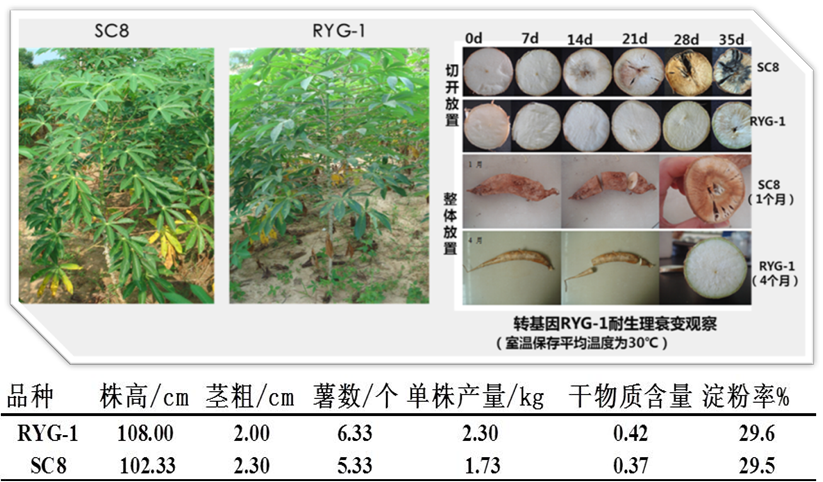 SC8
RYG-1
0d 7d 14d 21d 28d 35d
切开放置
SC8
RYG-1
整体放置
1 月
SC8
(1个月)
4 月
RYG-1
(4个月)
转基因RYG-1耐生理衰变观察
(室温保存平均温度为30℃)
品种 株高/cm 茎粗/cm 薯数/个 单株产量/kg 干物质含量 淀粉率%
RYG-1 108.00 2.00 6.33 2.30 0.42 29.6
SC8 102.33 2.30 5.33 1.73 0.37 29.5